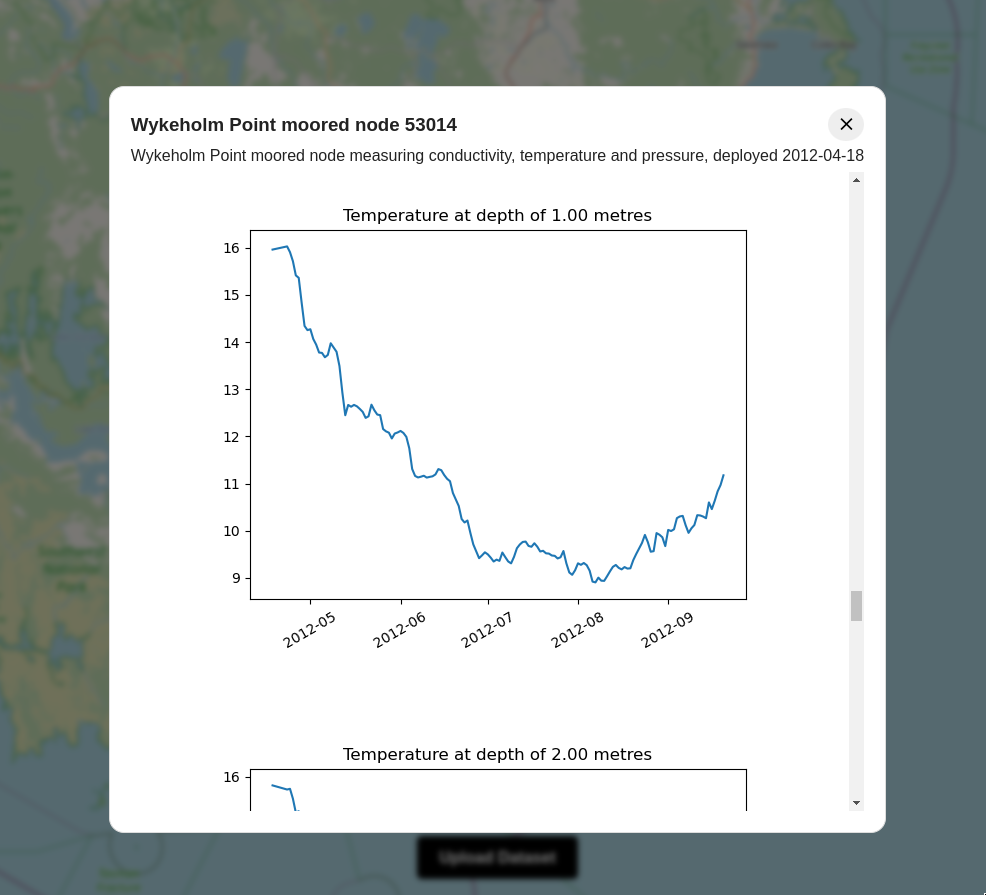 Wykeholm Point moored node 53014
Wykeholm Point moored node measuring conductivity, temperature and pressure, deployed 2012-04-18
Temperature at depth of 1.00 metres
16
15
14
13
12
11
10
9
2012-05 2012-06 2012-07 2012-08 2012-09
Temperature at depth of 2.00 metres
16
Upload Dataset